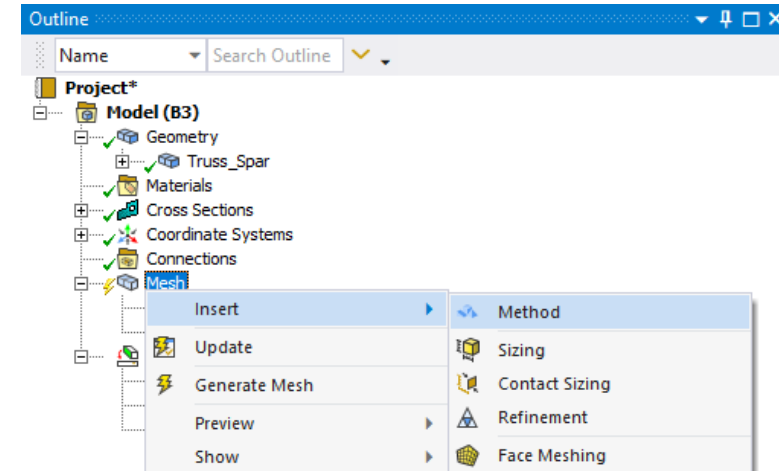 Outline
Name Search Outline
Project*
Model (B3)
Geometry
Truss_Spar
Materials
Cross Sections
Coordinate Systems
Connections
Mesh
Insert
Update
Generate Mesh
Preview
Show
Method
Sizing
Contact Sizing
Refinement
Face Meshing